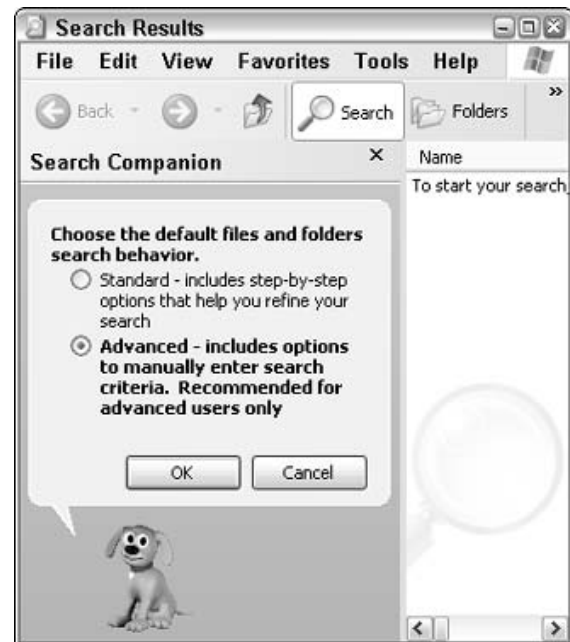 Search Results
File Edit View Favorites Tools Help
Back Search Folders »
Search Companion × Name
To start your search,
Choose the default files and folders
search behavior.
Standard - includes step-by-step
options that help you refine your
search
Advanced - includes options
to manually enter search
criteria. Recommended for
advanced users only
OK Cancel